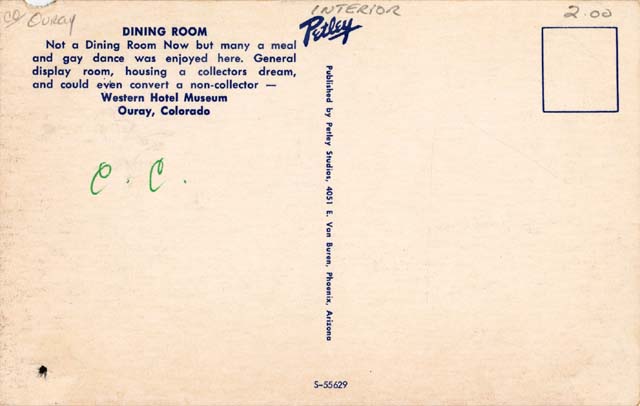 CO Ouray
INTERIOR
2.00
DINING ROOM
Not a Dining Room Now but many a meal
and gay dance was enjoyed here. General
display room, housing a collectors dream,
and could even convert a non-collector —
Western Hotel Museum
Ouray, Colorado
Petley
Published by Petley Studios, 4051 E. Van Buren, Phoenix, Arizona
C. C.
S-55629